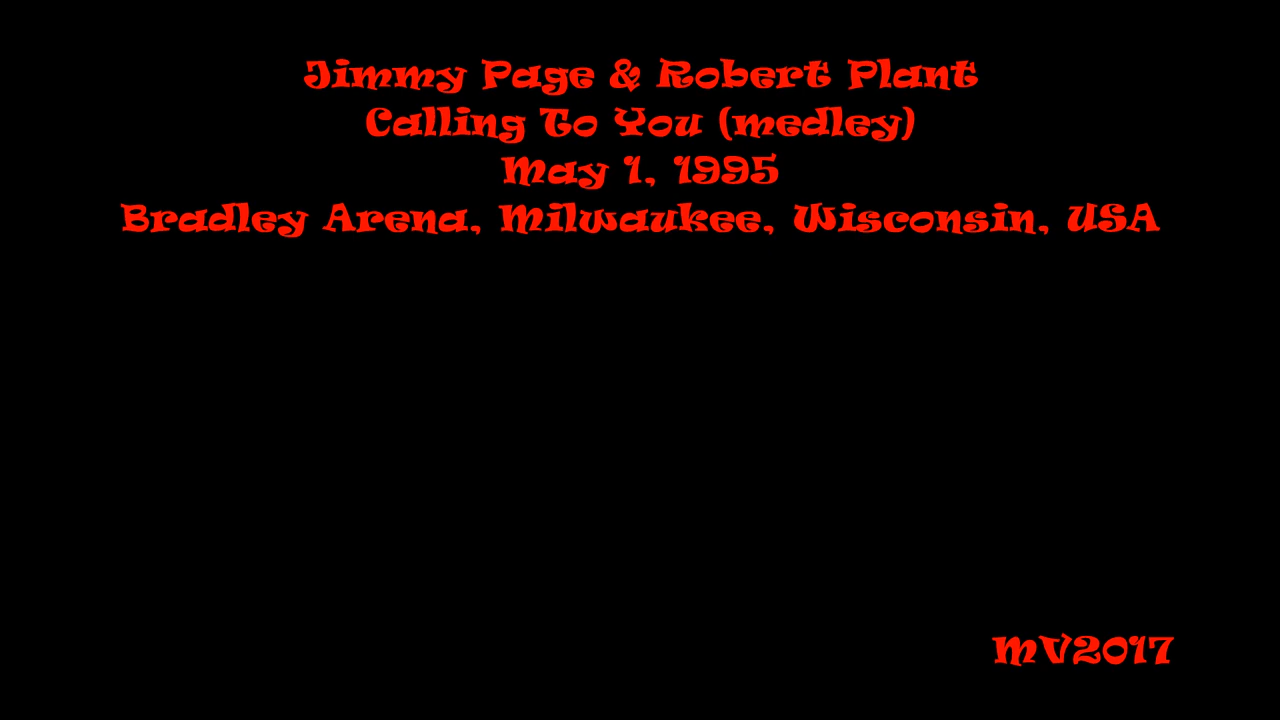 Jimmy Page & Robert Plant
Calling To You (medley)
May 1, 1995
Bradley Arena, Milwaukee, Wisconsin, USA
MV2017